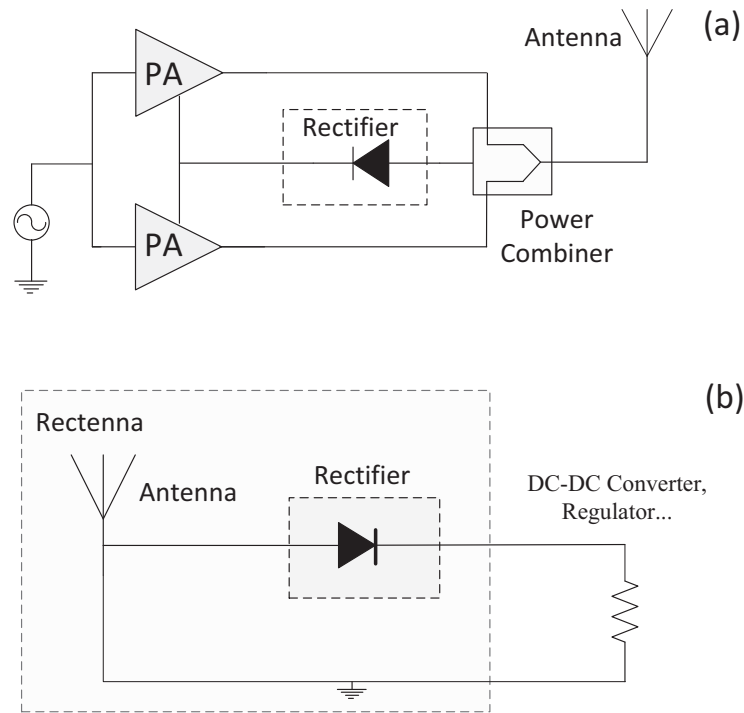 (a)
Antenna
PA
Rectifier
PA
Power
Combiner
(b)
Rectenna
Antenna
Rectifier
DC-DC Converter,
Regulator...